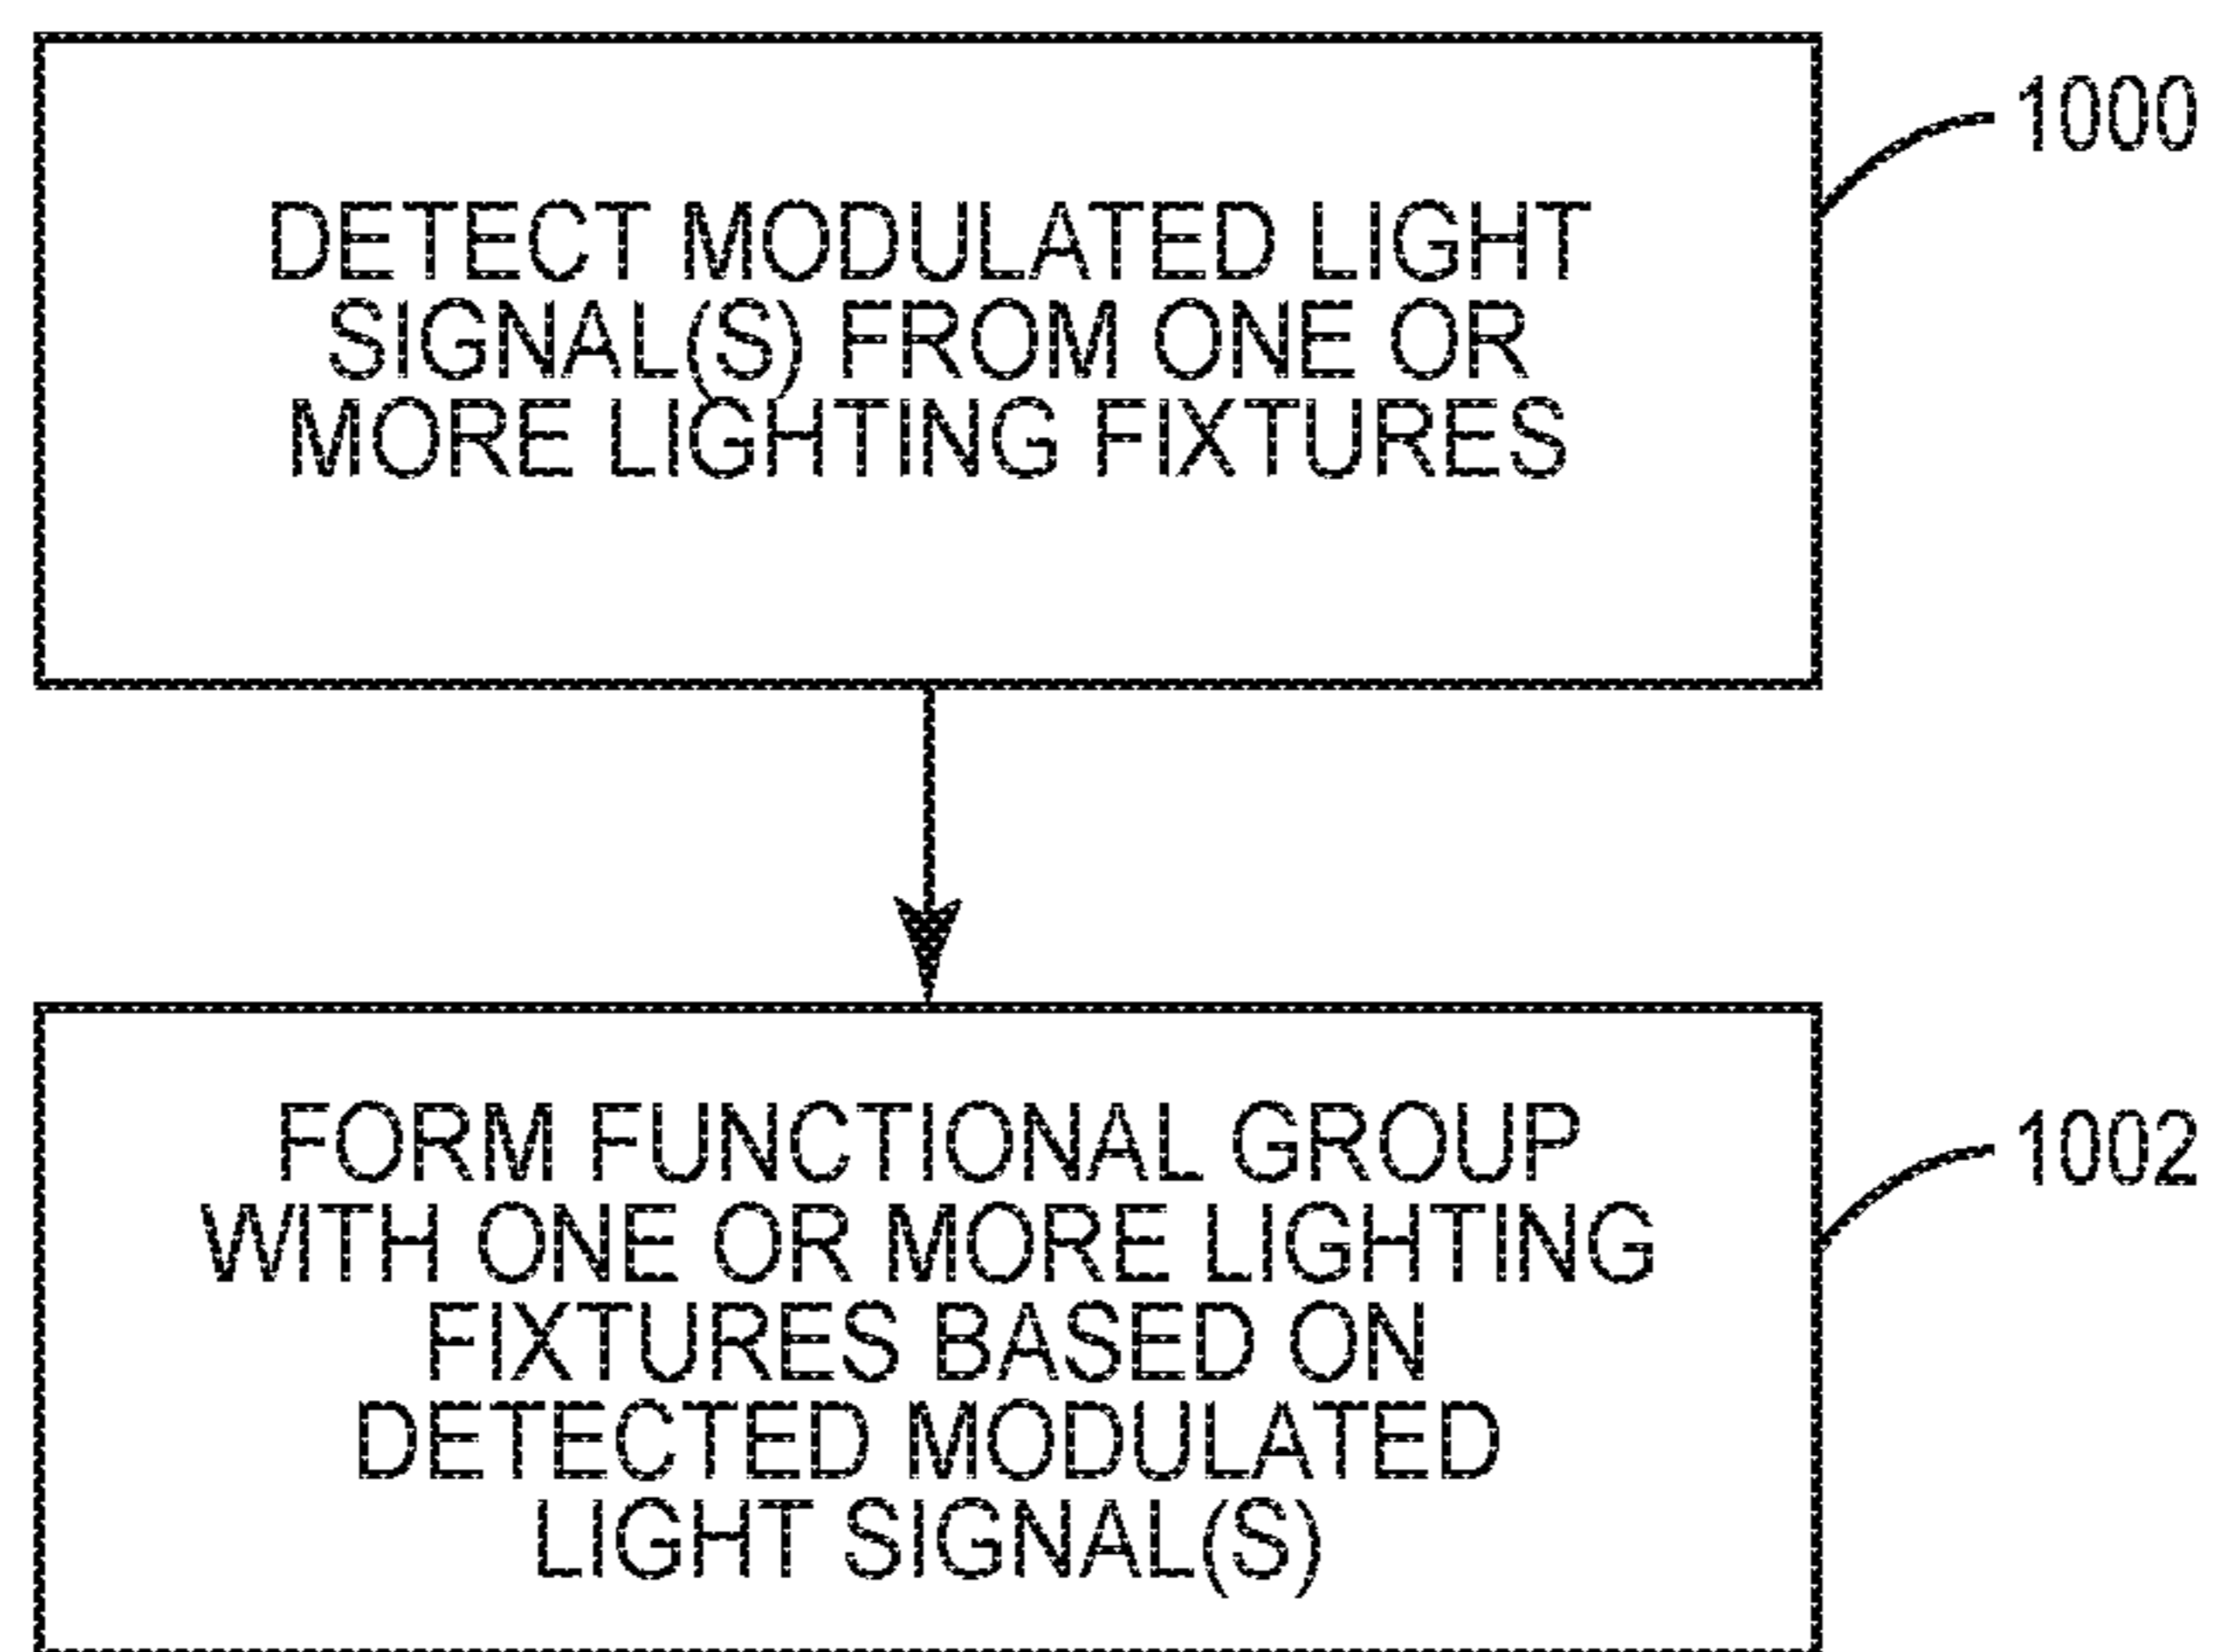 DETECT MODULATED LIGHT
SIGNAL(S) FROM ONE OR
MORE LIGHTING FIXTURES
1000
FORM FUNCTIONAL GROUP
WITH ONE OR MORE LIGHTING
FIXTURES BASED ON
DETECTED MODULATED
LIGHT SIGNAL(S)
1002